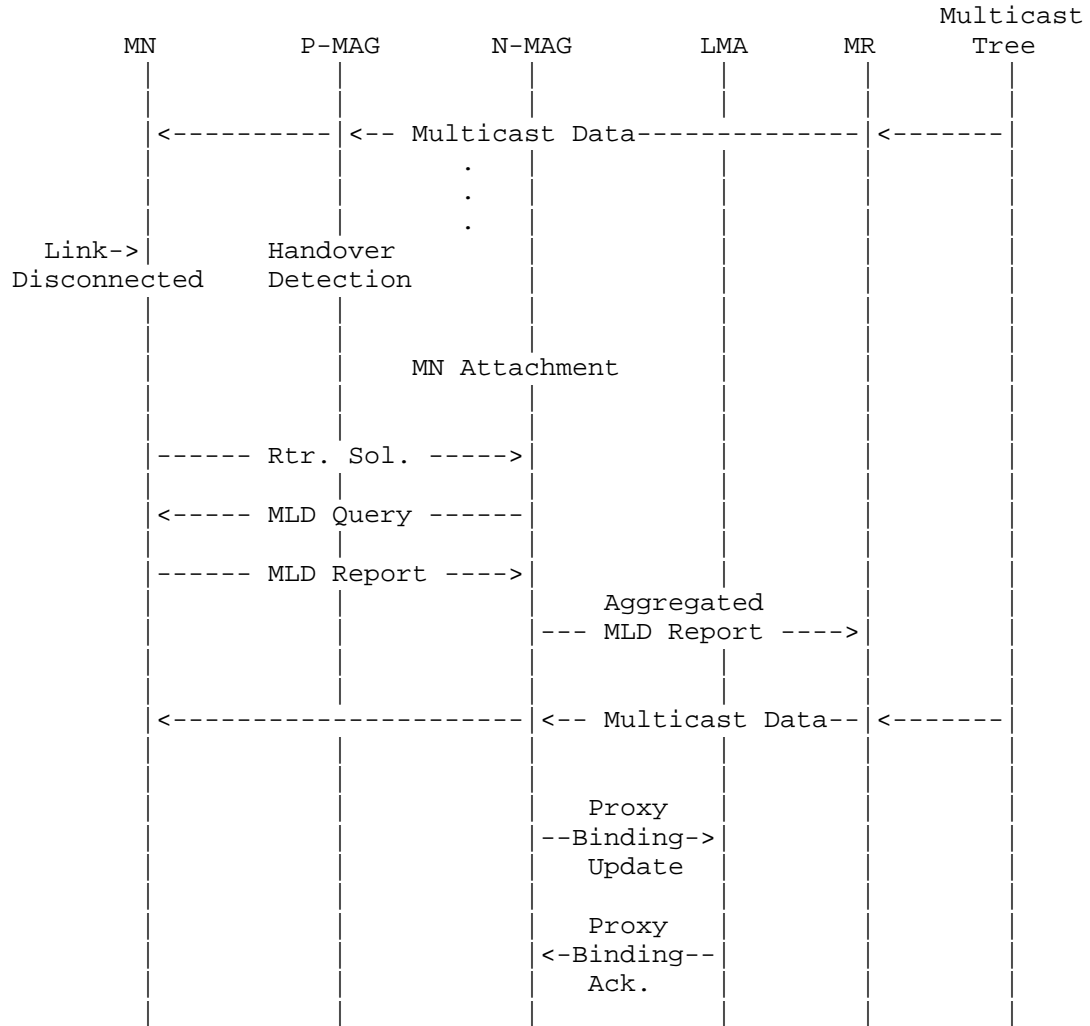 Multicast
MN P-MAG N-MAG LMA MR Tree
|<----------|<-- Multicast Data--------------|<-------|
.
.
.
Link-> Handover
Disconnected Detection
MN Attachment
|------ Rtr. Sol. ----->|
|<----- MLD Query ------|
|------ MLD Report ---->|
Aggregated
|--- MLD Report ---->|
|<----------------------|<-- Multicast Data--|<-------|
Proxy
|--Binding->|
Update
Proxy
|<-Binding--|
Ack.